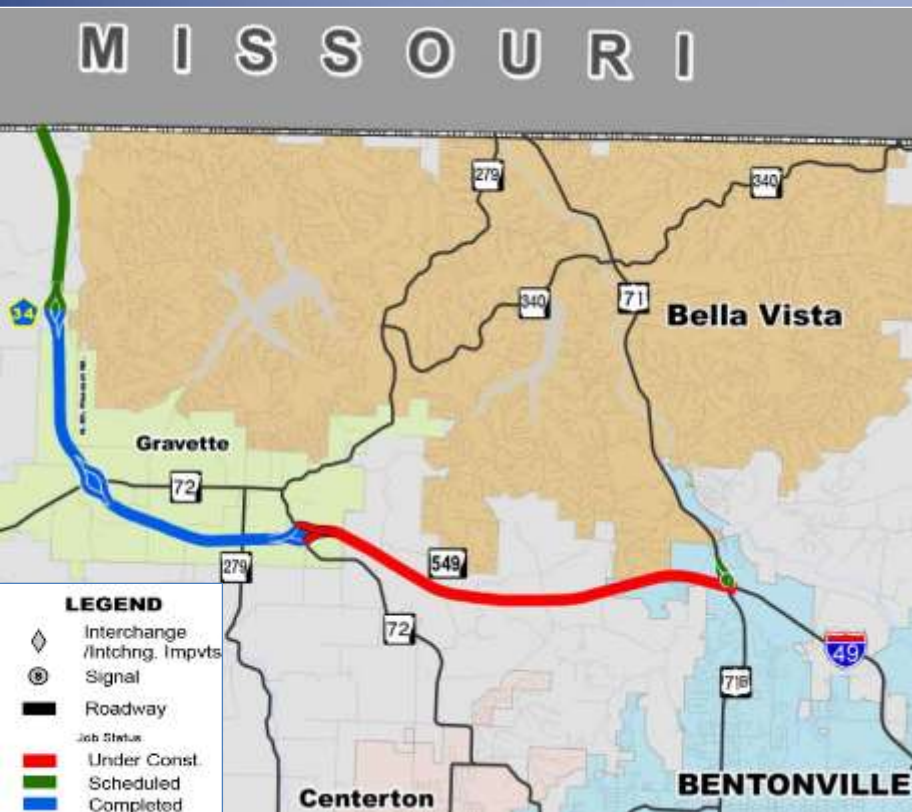 MISSOURI
279
340
34
340
71
Bella Vista
Gravette
72
549
279
72
49
71B
LEGEND
Interchange
/Intchng. Impvts
Signal
Roadway
Job Status
Under Const.
Scheduled
Completed
Centerton
BENTONVILLE